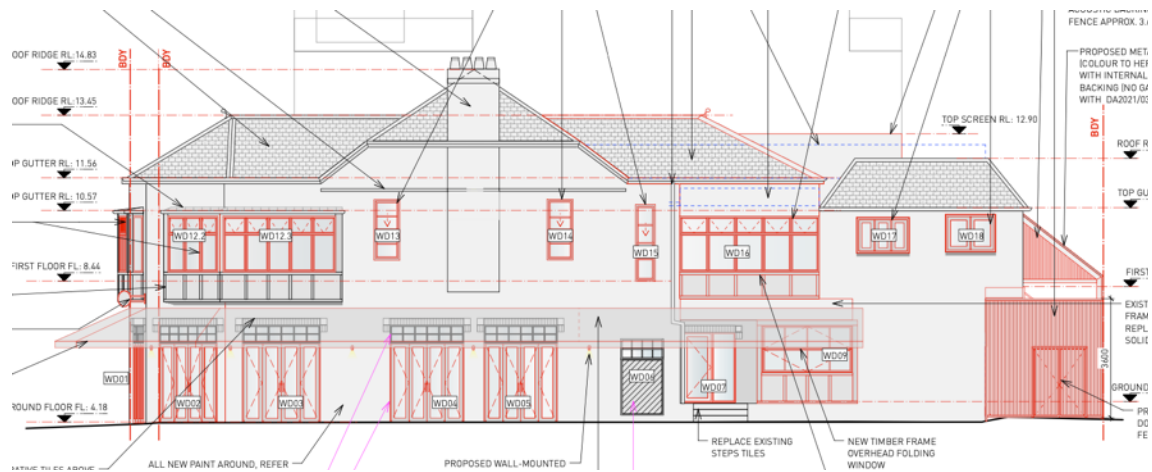 FENCE APPROX. 3.
BDY
BDY
OOF RIDGE RL:14.83
PROPOSED META
(COLOUR TO HER
WITH INTERNAL
BACKING (NO GA
WITH DA2021/03
OOF RIDGE RL:13.45
TOP SCREEN RL: 12.90
BDY
ROOF R
OP GUTTER RL: 11.56
OP GUTTER RL: 10.57
TOP GU
WD12.2
WD12.3
WD13
WD14
WD15
WD16
WD17
WD18
FIRST FLOOR FL: 8.44
FIRS
EXIST
FRAM
REPL
SOLID
3600
WD01
WD02
WD03
WD04
WD05
WD06
WD07
WD09
GROUND
ROUND FLOOR FL: 4.18
PR
DO
FE
REPLACE EXISTING
STEPS TILES
NEW TIMBER FRAME
OVERHEAD FOLDING
WINDOW
ALL NEW PAINT AROUND, REFER
PROPOSED WALL-MOUNTED
ATIVE TILES ABOVE